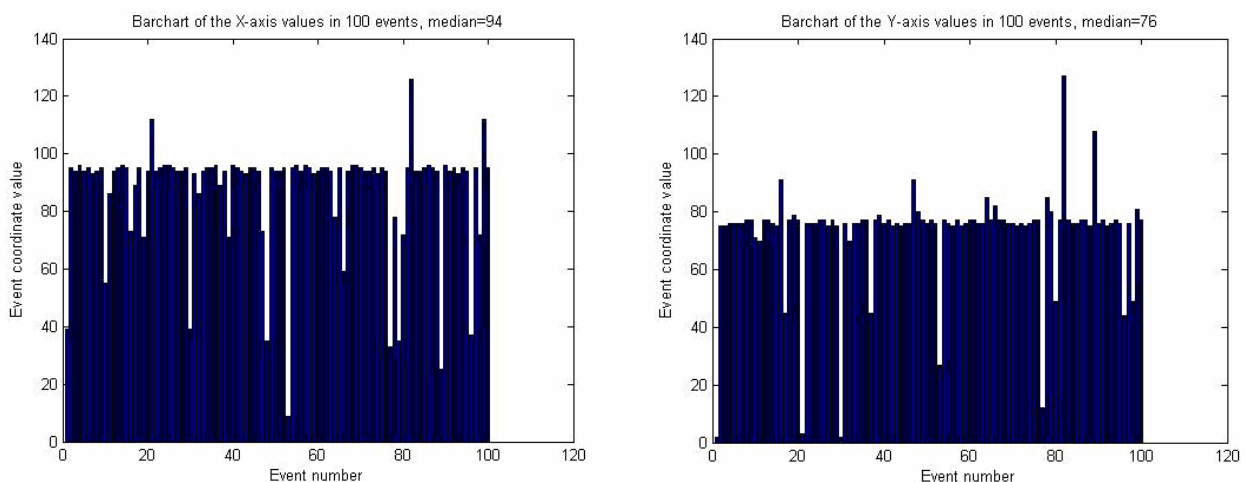 Barchart of the X-axis values in 100 events, median=94
140
120
100
80
60
40
20
0
Event coordinate value
0 20 40 60 80 100 120
Event number
Barchart of the Y-axis values in 100 events, median=76
140
120
100
80
60
40
20
0
Event coordinate value
0 20 40 60 80 100 120
Event number